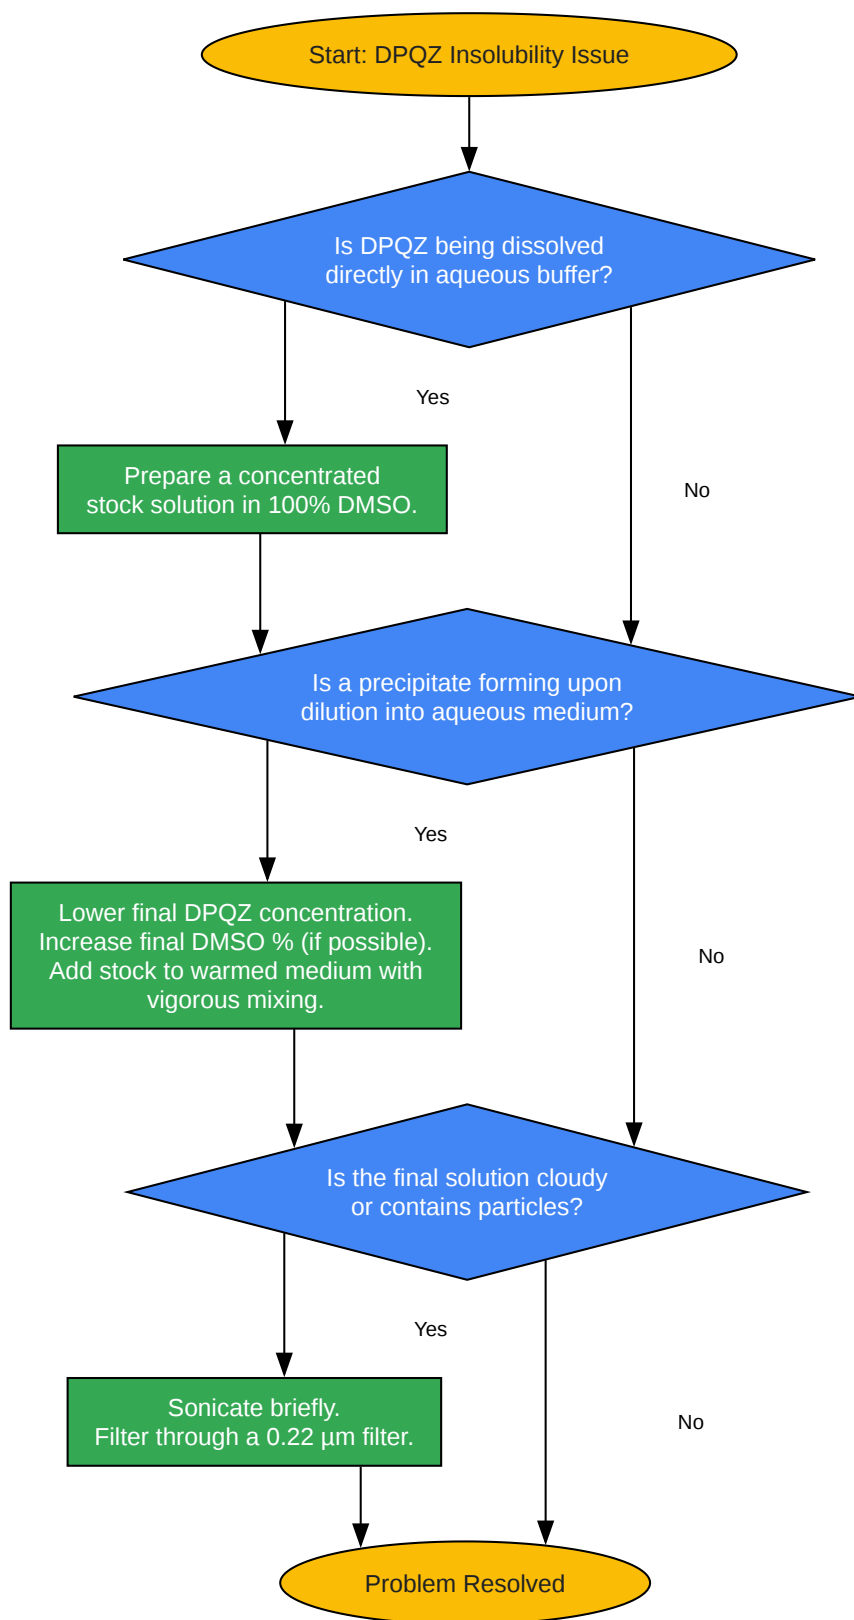 Start: DPQZ Insolubility Issue
Is DPQZ being dissolved
directly in aqueous buffer?
Yes
Prepare a concentrated
stock solution in 100% DMSO.
No
Is a precipitate forming upon
dilution into aqueous medium?
Yes
Lower final DPQZ concentration.
Increase final DMSO % (if possible).
Add stock to warmed medium with
vigorous mixing.
No
Is the final solution cloudy
or contains particles?
Yes
Sonicate briefly.
Filter through a 0.22 µm filter.
No
Problem Resolved